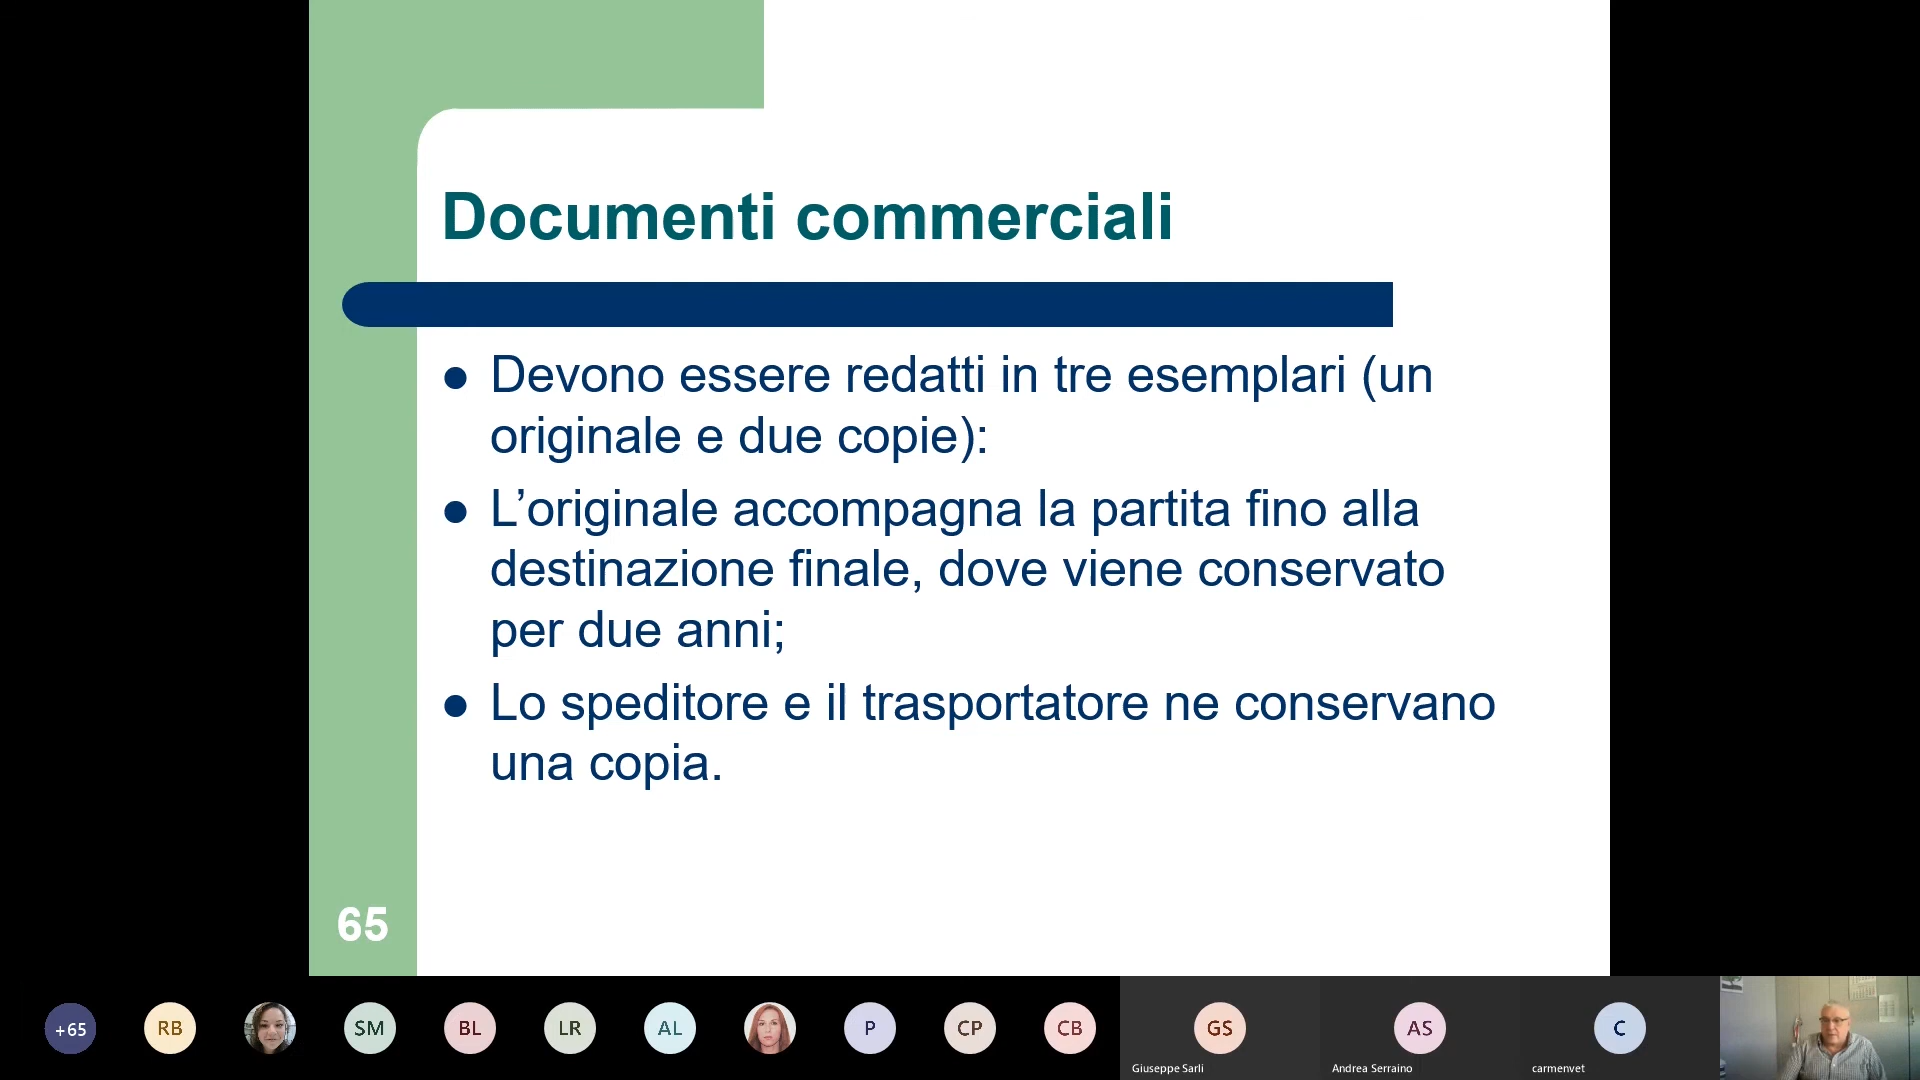 Documenti commerciali
● Devono essere redatti in tre esemplari (un
originale e due copie):
● L’originale accompagna la partita fino alla
destinazione finale, dove viene conservato
per due anni;
● Lo speditore e il trasportatore ne conservano
una copia.
65
+65
RB
SM
BL
LR
AL
P
CP
CB
GS
Giuseppe Sarli
AS
Andrea Serraino
C
carmenvet